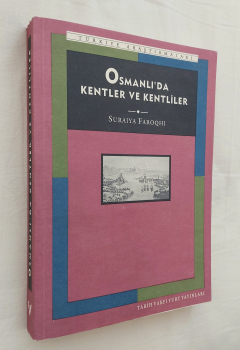 TÜRKİYE ARAŞTIRMALARI
OSMANLI'DA
KENTLER VE KENTLİLER
SURAIYA FAROQHI
TARİH VAKFI YURT YAYINLARI